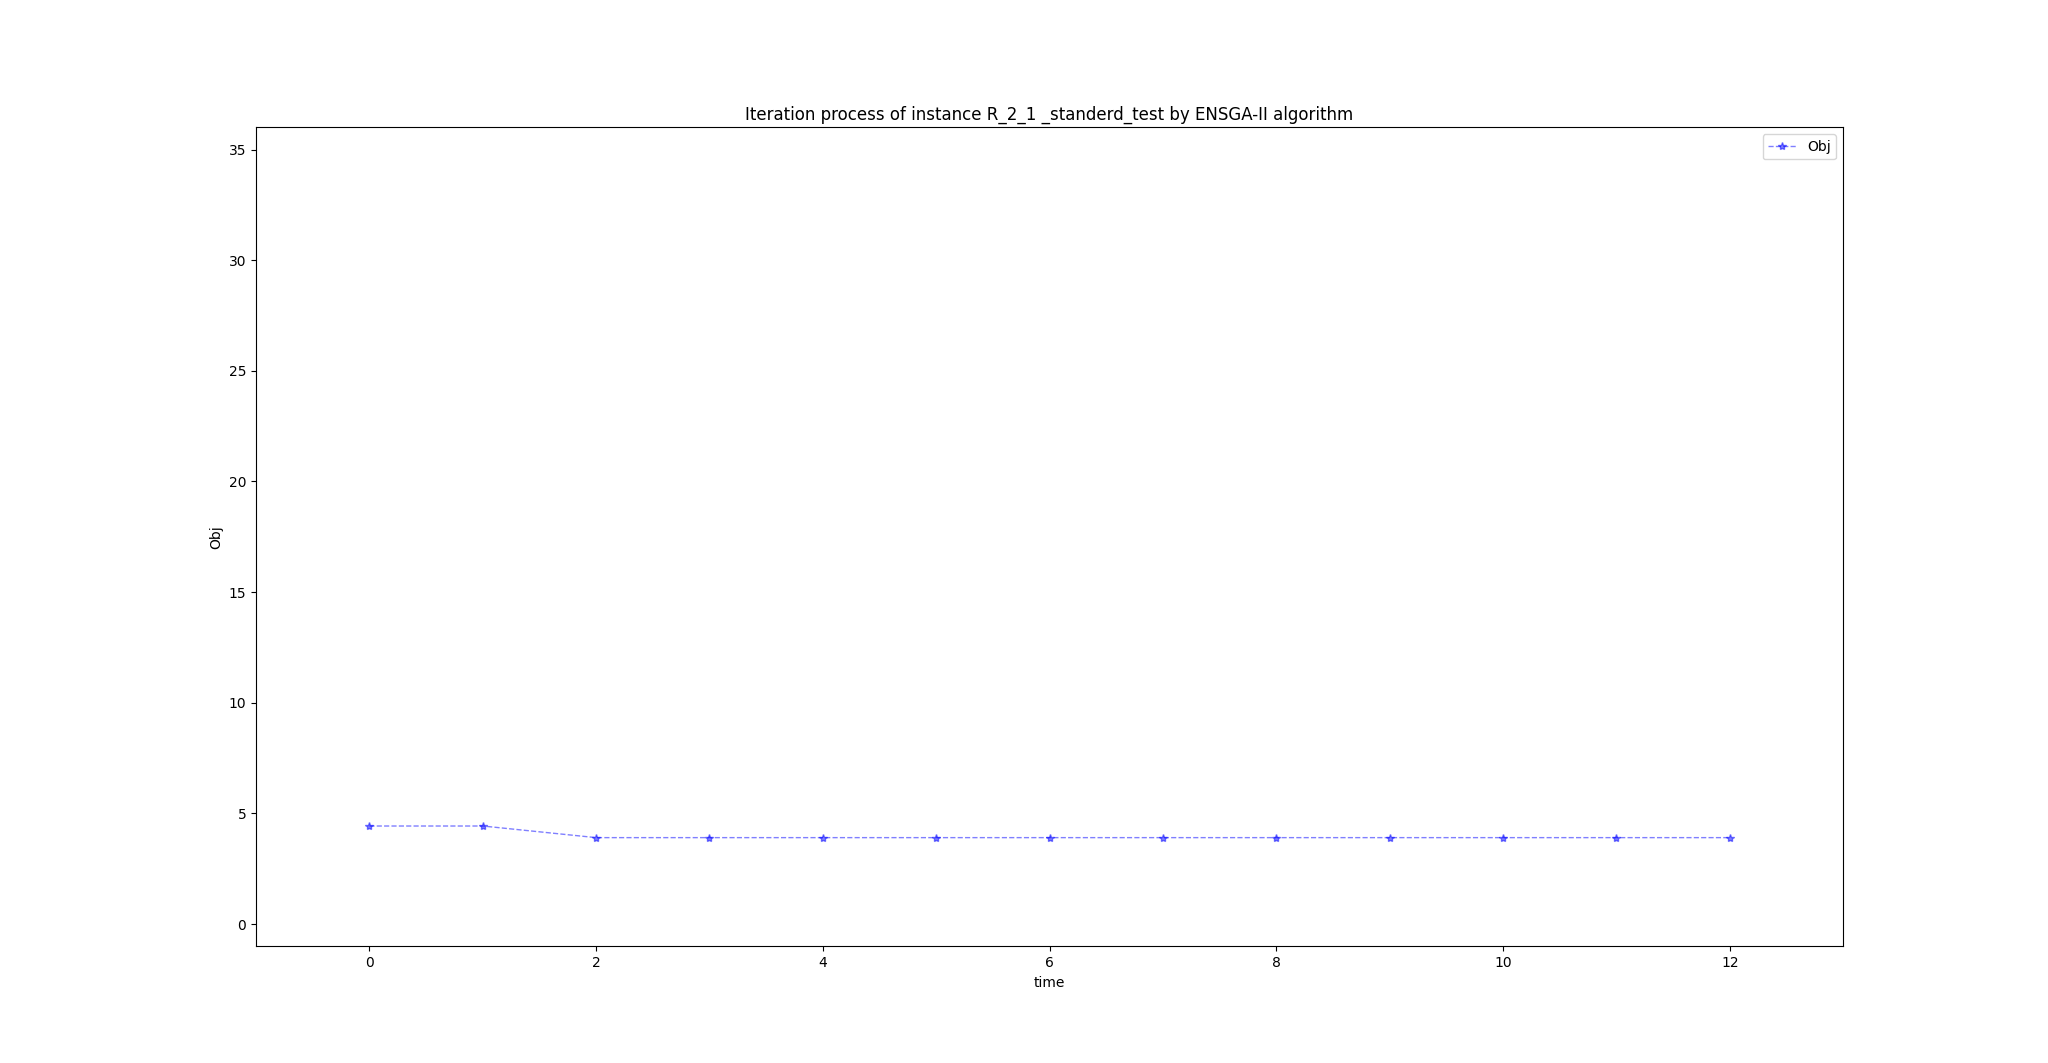 Iteration process of instance R_2_1 _standerd_test by ENSGA-II algorithm
Obj
35
30
25
20
15
10
5
0
Obj
0 2 4 6 8 10 12
time